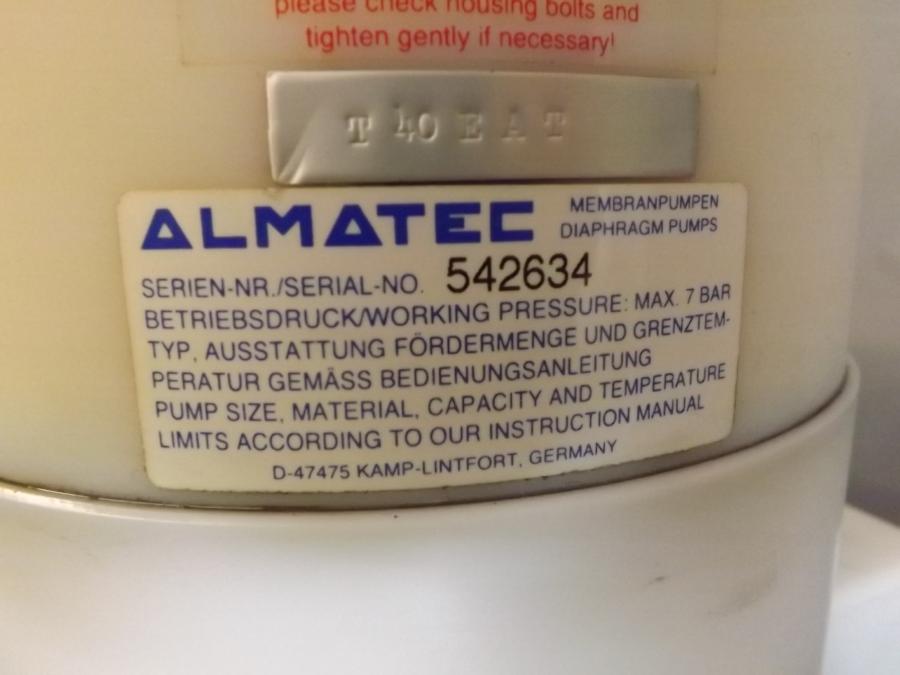 please check housing bolts and
tighten gently if necessary!
T 40 E A T
ALMATEC MEMBRANPUMPEN
DIAPHRAGM PUMPS
SERIEN-NR./SERIAL-NO. 542634
BETRIEBSDRUCK/WORKING PRESSURE: MAX. 7 BAR
TYP, AUSSTATTUNG FÖRDERMENGE UND GRENZTEM-
PERATUR GEMÄSS BEDIENUNGSANLEITUNG
PUMP SIZE, MATERIAL, CAPACITY AND TEMPERATURE
LIMITS ACCORDING TO OUR INSTRUCTION MANUAL
D-47475 KAMP-LINTFORT, GERMANY